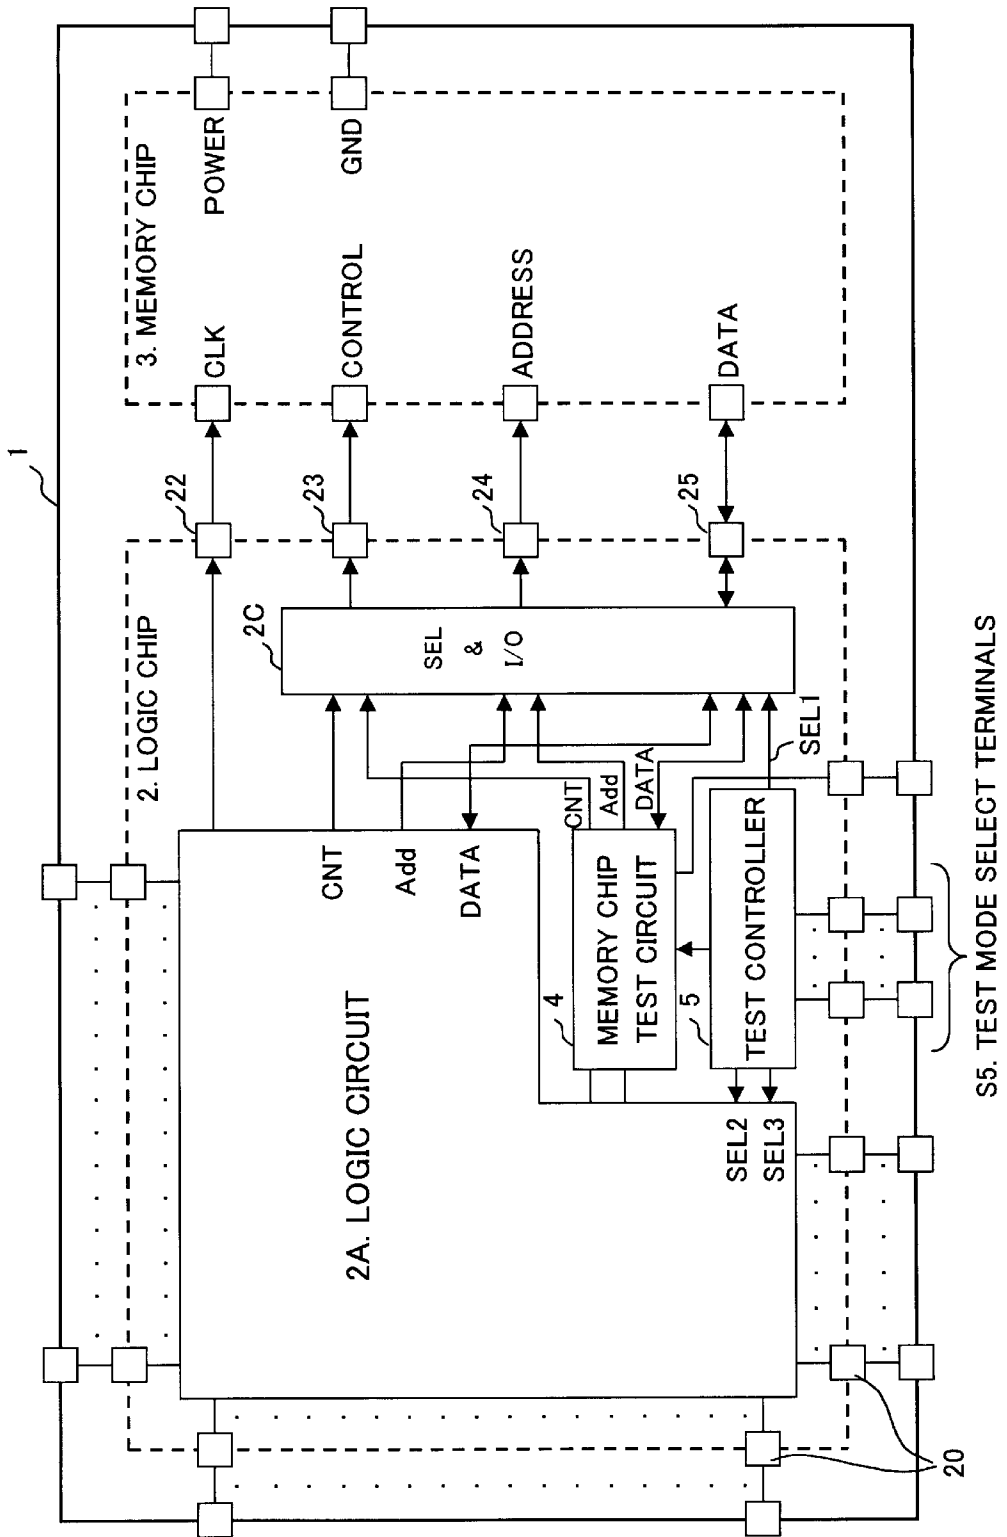 1
2. LOGIC CHIP
3. MEMORY CHIP
22
CLK
POWER
2C
23
CONTROL
GND
CNT
Add
DATA
SEL
&
I/O
24
ADDRESS
2A. LOGIC CIRCUIT
CNT
Add
DATA
25
DATA
4
MEMORY CHIP
TEST CIRCUIT
5
TEST CONTROLLER
SEL1
SEL2
SEL3
20
S5. TEST MODE SELECT TERMINALS